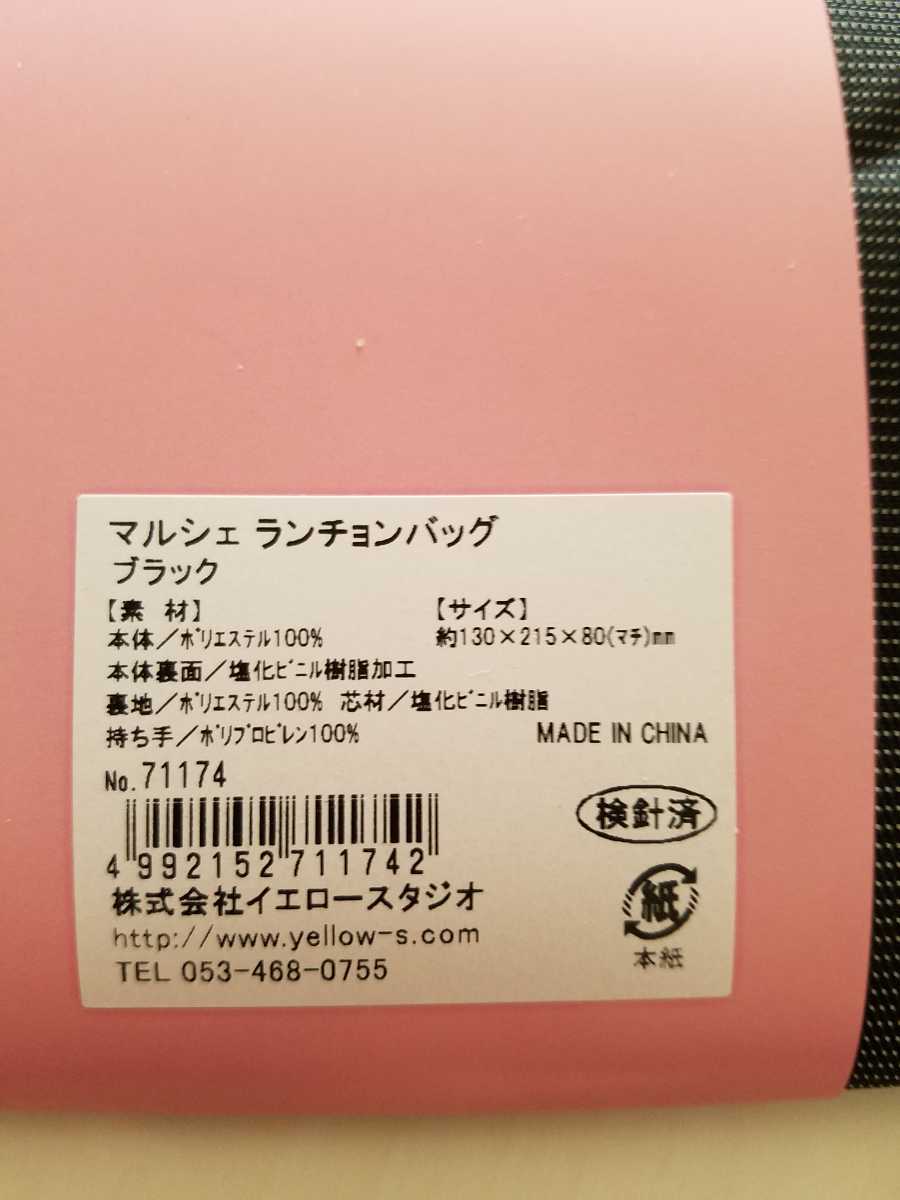 マルシェ ランチョンバッグ
ブラック
【素 材】
本体／ﾎﾟﾘｴｽﾃﾙ100%
本体裏面／塩化ﾋﾞﾆﾙ樹脂加工
裏地／ﾎﾟﾘｴｽﾃﾙ100% 芯材／塩化ﾋﾞﾆﾙ樹脂
持ち手／ﾎﾟﾘﾌﾟﾛﾋﾟﾚﾝ100%
【サイズ】
約130×215×80(ﾏﾁ)mm
MADE IN CHINA
No.71174
4992152711742
検針済
株式会社イエロースタジオ
http://www.yellow-s.com
TEL 053-468-0755
紙
本紙